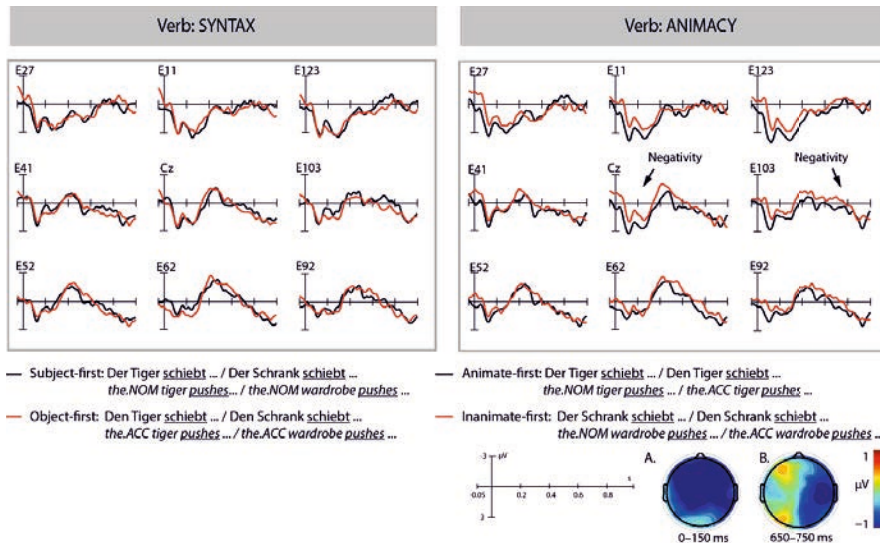 Verb: SYNTAX
E27 E11 E123
E41 Cz E103
E52 E62 E92
Subject-first: Der Tiger schiebt ... / Der Schrank schiebt ...
the.NOM tiger pushes... / the.NOM wardrobe pushes ...
Object-first: Den Tiger schiebt ... / Den Schrank schiebt ...
the.ACC tiger pushes ... / the.ACC wardrobe pushes ...
Verb: ANIMACY
E27 E11 E123
Negativity Negativity
E41 Cz E103
E52 E62 E92
Animate-first: Der Tiger schiebt ... / Den Tiger schiebt ...
the.NOM tiger pushes ... / the.ACC tiger pushes ...
Inanimate-first: Der Schrank schiebt ... / Den Schrank schiebt ...
the.NOM wardrobe pushes ... / the.ACC wardrobe pushes ...
-3 µV
s
-0.05 0.2 0.4 0.6 0.8
3
A. B.
1
µV
-1
0–150 ms 650–750 ms